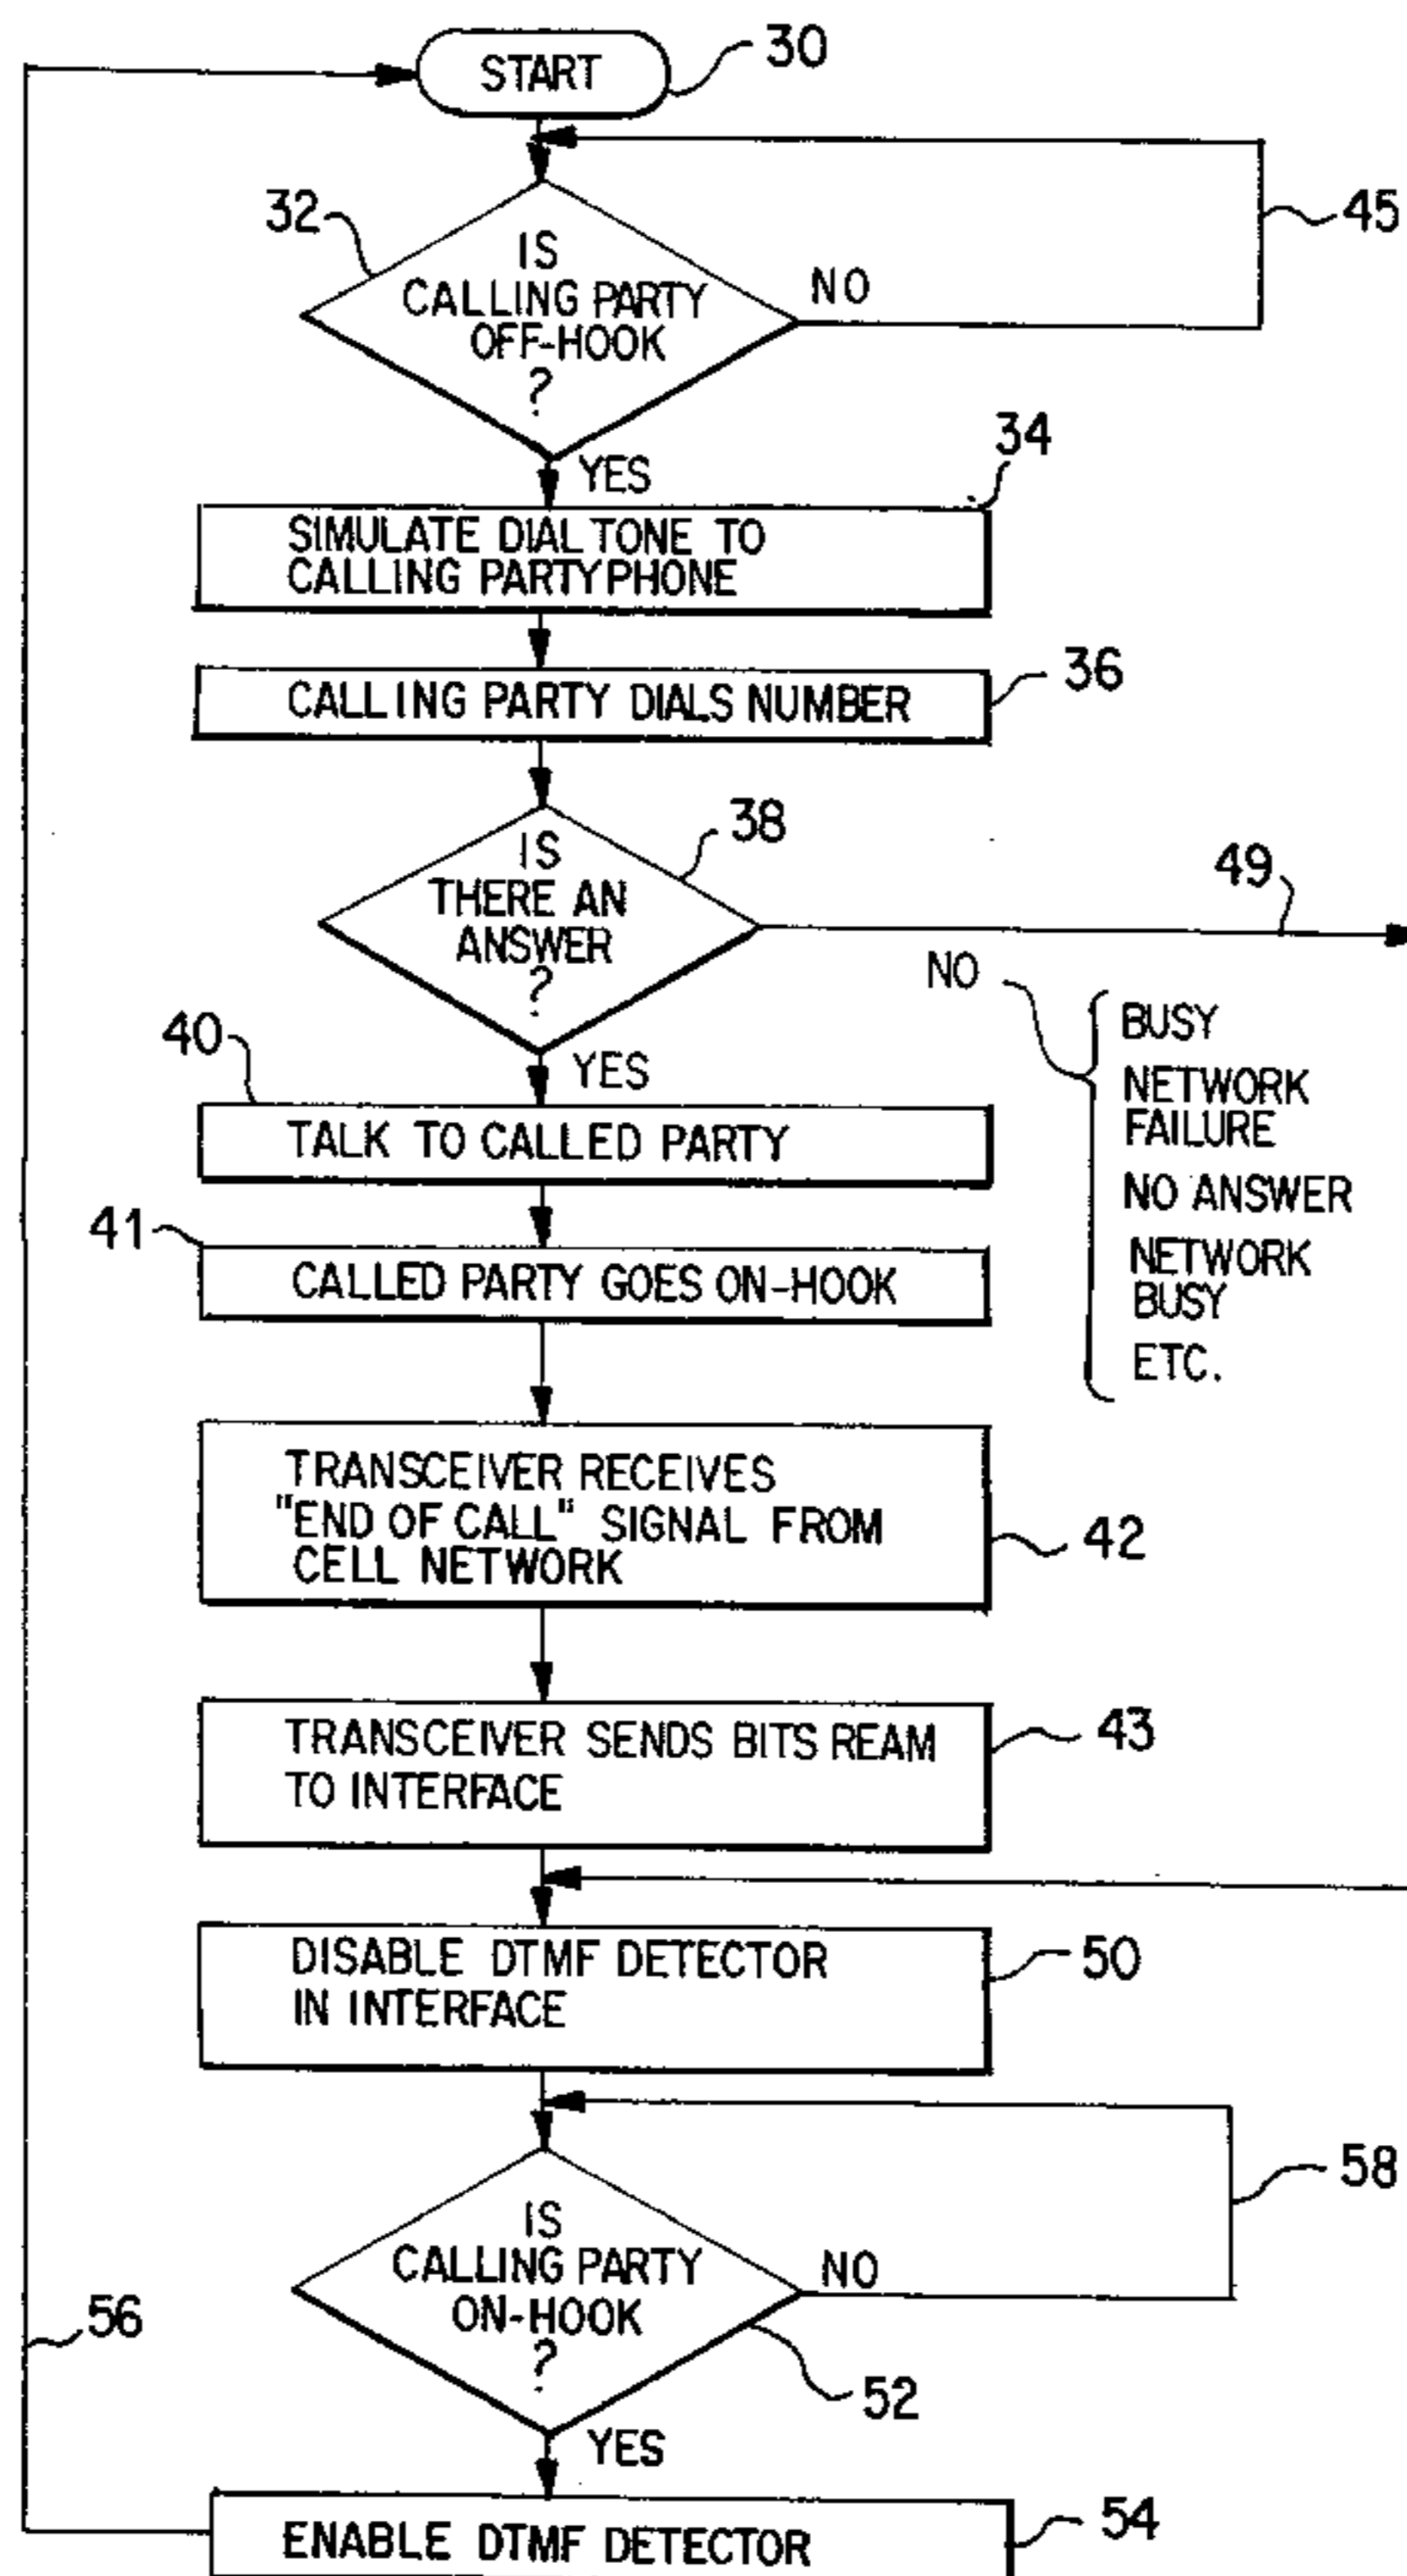 START
30
45
32
IS
CALLING PARTY
OFF-HOOK
?
NO
YES
34
SIMULATE DIAL TONE TO
CALLING PARTY PHONE
CALLING PARTY DIALS NUMBER
36
38
IS
THERE AN
ANSWER
?
49
NO
BUSY
NETWORK
FAILURE
NO ANSWER
NETWORK
BUSY
ETC.
YES
40
TALK TO CALLED PARTY
41
CALLED PARTY GOES ON-HOOK
TRANSCEIVER RECEIVES
"END OF CALL" SIGNAL FROM
CELL NETWORK
42
TRANSCEIVER SENDS BITS REAM
TO INTERFACE
43
DISABLE DTMF DETECTOR
IN INTERFACE
50
58
IS
CALLING PARTY
ON-HOOK
?
NO
52
56
YES
ENABLE DTMF DETECTOR
54